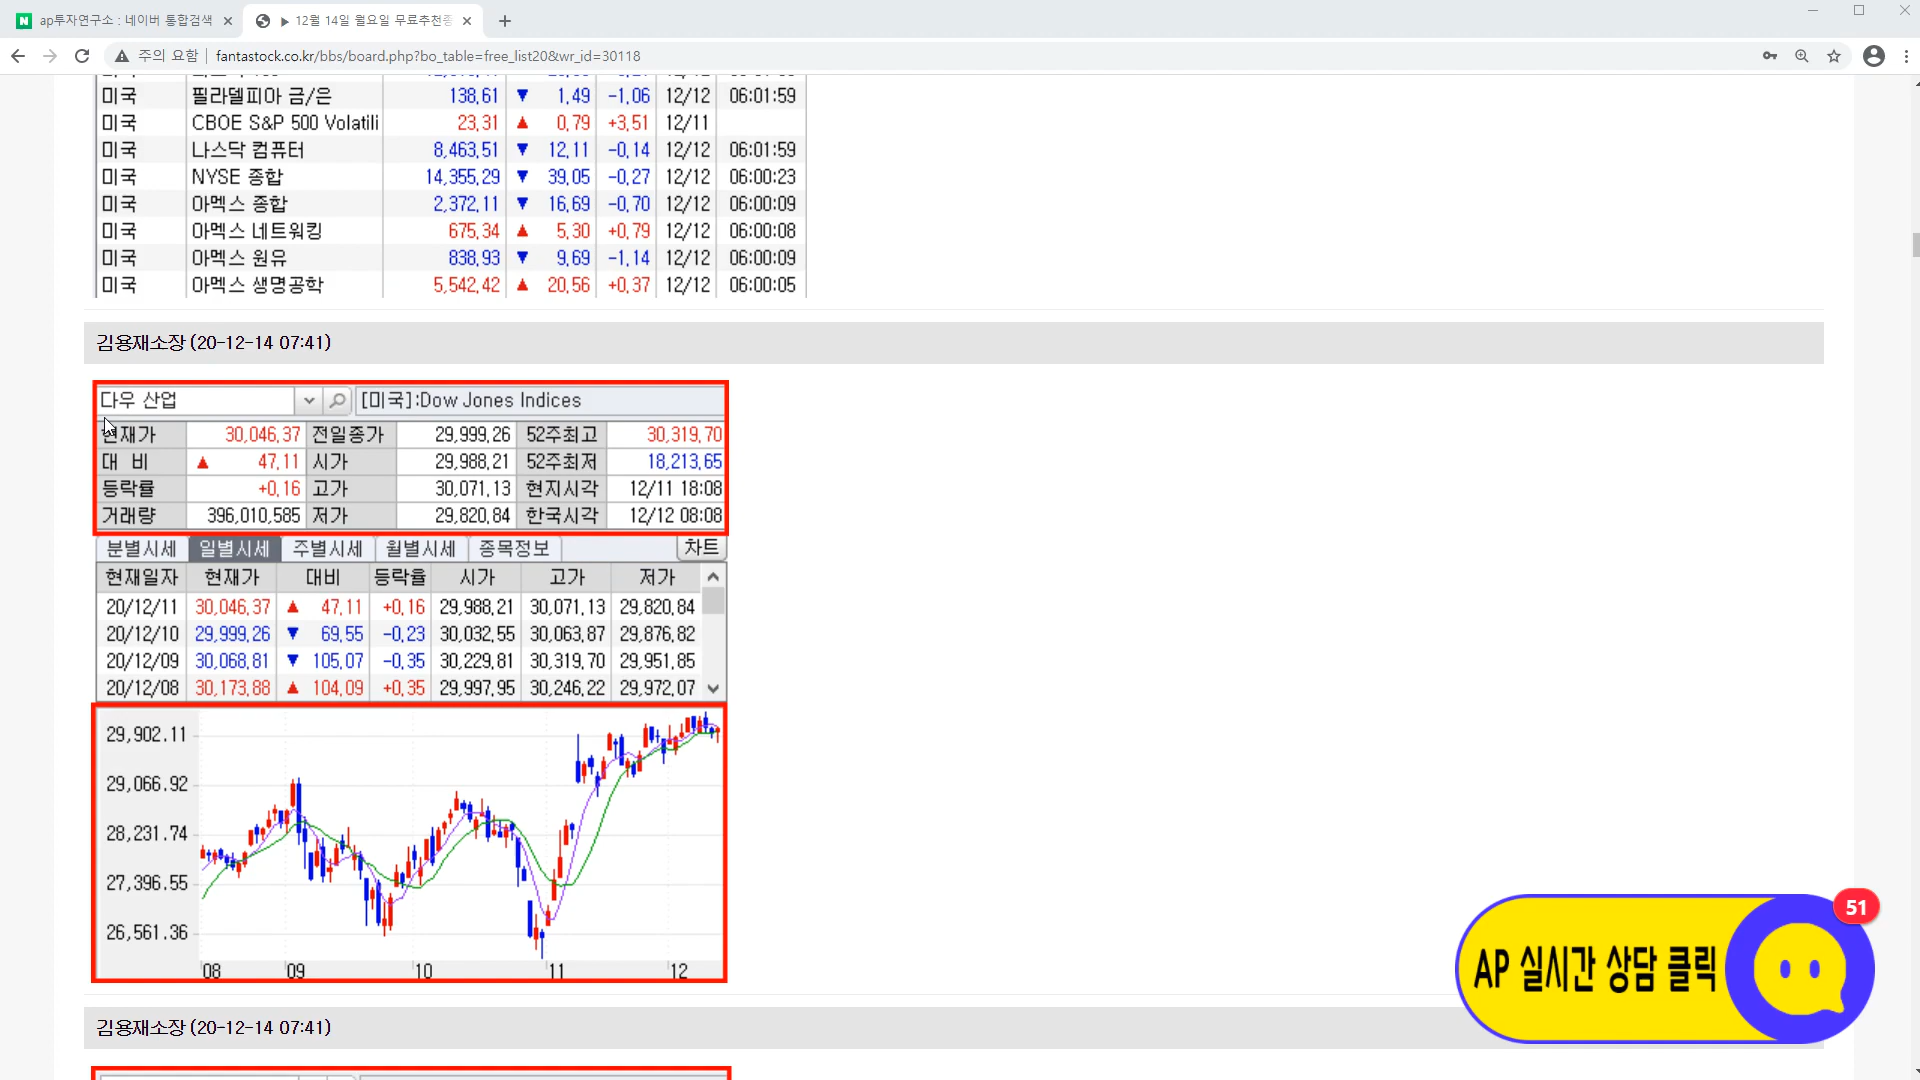 ap투자연구소 : 네이버 통합검색
▶ 12월 14일 월요일 무료추천종
주의 요함 fantastock.co.kr/bbs/board.php?bo_table=free_list20&wr_id=30118
미국 필라델피아 금/은 138,61 ▼ 1,49 -1,06 12/12 06:01:59
미국 CBOE S&P 500 Volatili 23,31 ▲ 0,79 +3,51 12/11
미국 나스닥 컴퓨터 8,463,51 ▼ 12,11 -0,14 12/12 06:01:59
미국 NYSE 종합 14,355,29 ▼ 39,05 -0,27 12/12 06:00:23
미국 아멕스 종합 2,372,11 ▼ 16,69 -0,70 12/12 06:00:09
미국 아멕스 네트워킹 675,34 ▲ 5,30 +0,79 12/12 06:00:08
미국 아멕스 원유 838,93 ▼ 9,69 -1,14 12/12 06:00:09
미국 아멕스 생명공학 5,542,42 ▲ 20,56 +0,37 12/12 06:00:05
김용재소장 (20-12-14 07:41)
다우 산업 [미국]:Dow Jones Indices
현재가 30,046,37 전일종가 29,999,26 52주최고 30,319,70
대 비 ▲ 47,11 시가 29,988,21 52주최저 18,213,65
등락률 +0,16 고가 30,071,13 현지시각 12/11 18:08
거래량 396,010,585 저가 29,820,84 한국시각 12/12 08:08
분별시세 일별시세 주별시세 월별시세 종목정보 차트
현재일자 현재가 대비 등락율 시가 고가 저가
20/12/11 30,046,37 ▲ 47,11 +0,16 29,988,21 30,071,13 29,820,84
20/12/10 29,999,26 ▼ 69,55 -0,23 30,032,55 30,063,87 29,876,82
20/12/09 30,068,81 ▼ 105,07 -0,35 30,229,81 30,319,70 29,951,85
20/12/08 30,173,88 ▲ 104,09 +0,35 29,997,95 30,246,22 29,972,07
29,902.11
29,066.92
28,231.74
27,396.55
26,561.36
08 09 10 11 12
51
AP 실시간 상담 클릭
김용재소장 (20-12-14 07:41)